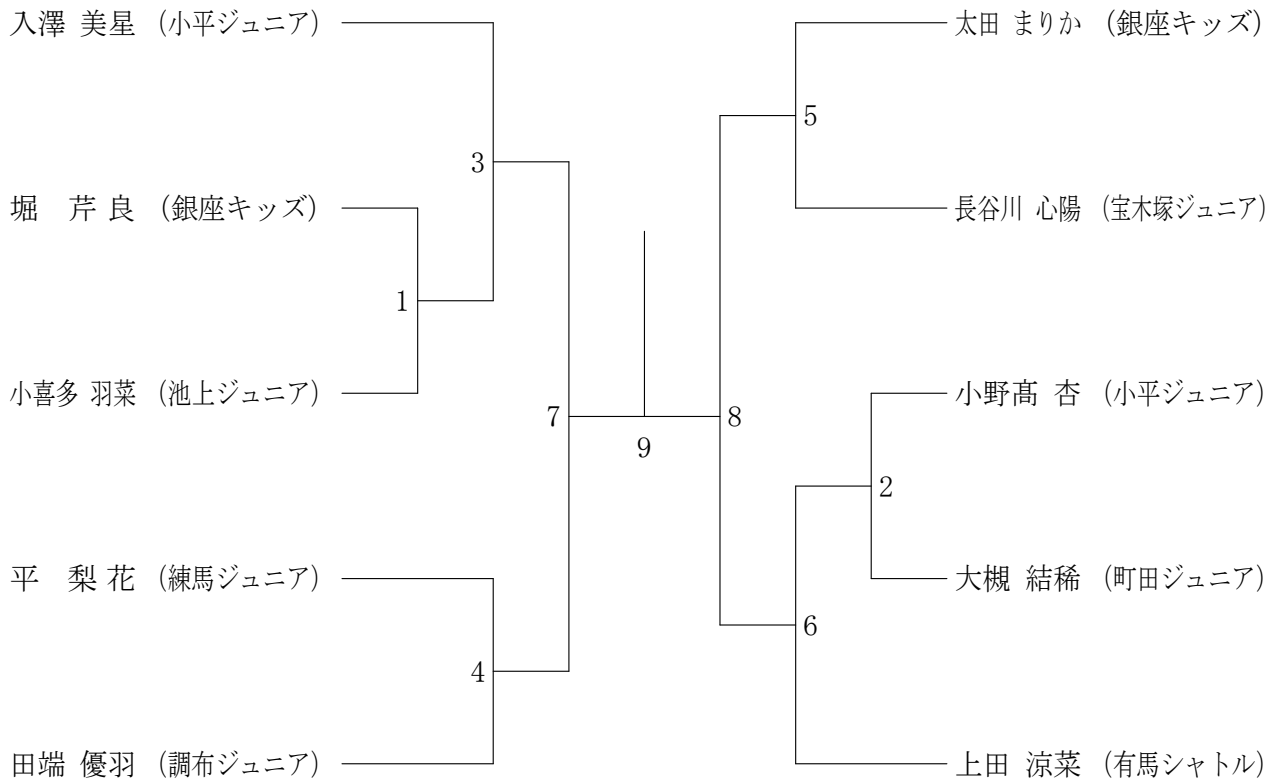 入澤 美星 (小平ジュニア)
堀 芹良 (銀座キッズ)
小喜多 羽菜 (池上ジュニア)
平 梨花 (練馬ジュニア)
田端 優羽 (調布ジュニア)
3
1
4
7
9
8
5
2
6
太田 まりか (銀座キッズ)
長谷川 心陽 (宝木塚ジュニア)
小野髙 杏 (小平ジュニア)
大槻 結稀 (町田ジュニア)
上田 涼菜 (有馬シャトル)